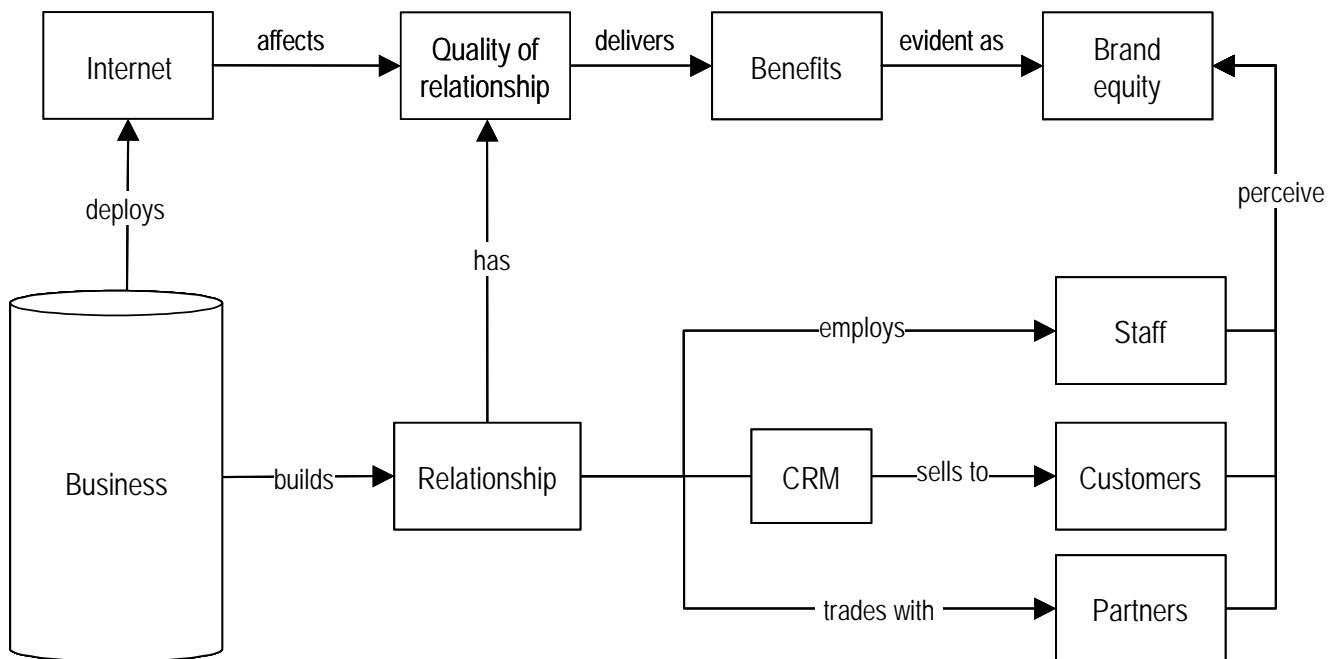 affects
delivers
evident as
Internet
Quality of
relationship
Benefits
Brand
equity
deploys
perceive
has
employs
Staff
Business
builds
Relationship
CRM
sells to
Customers
trades with
Partners